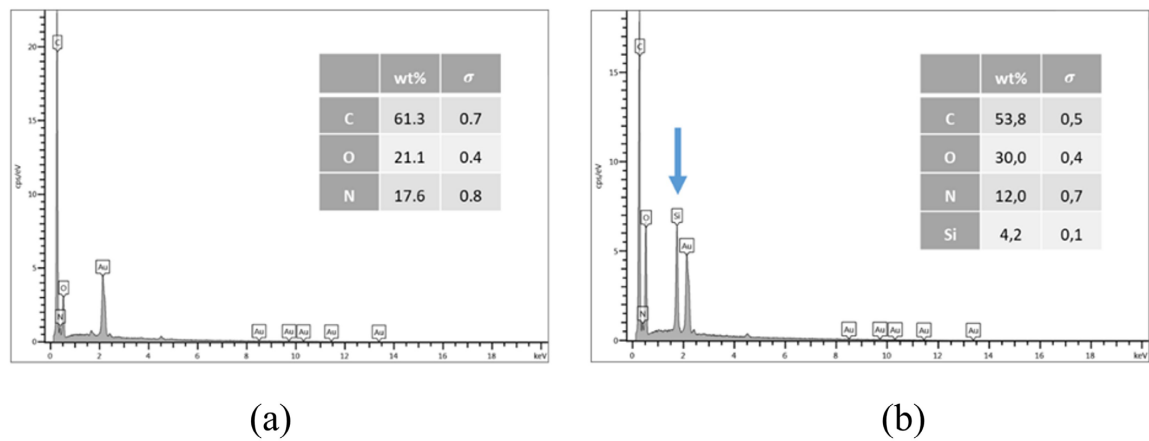 C
20
15
10
5
0
cps/eV
N
O
Au
Au
Au
Au
Au
Au
0
2
4
6
8
10
12
14
16
18
keV
wt% σ
C 61.3 0.7
O 21.1 0.4
N 17.6 0.8
(a)
C
15
10
5
0
cps/eV
N
O
Si
Au
Au
Au
Au
Au
Au
0
2
4
6
8
10
12
14
16
18
keV
wt% σ
C 53,8 0,5
O 30,0 0,4
N 12,0 0,7
Si 4,2 0,1
(b)